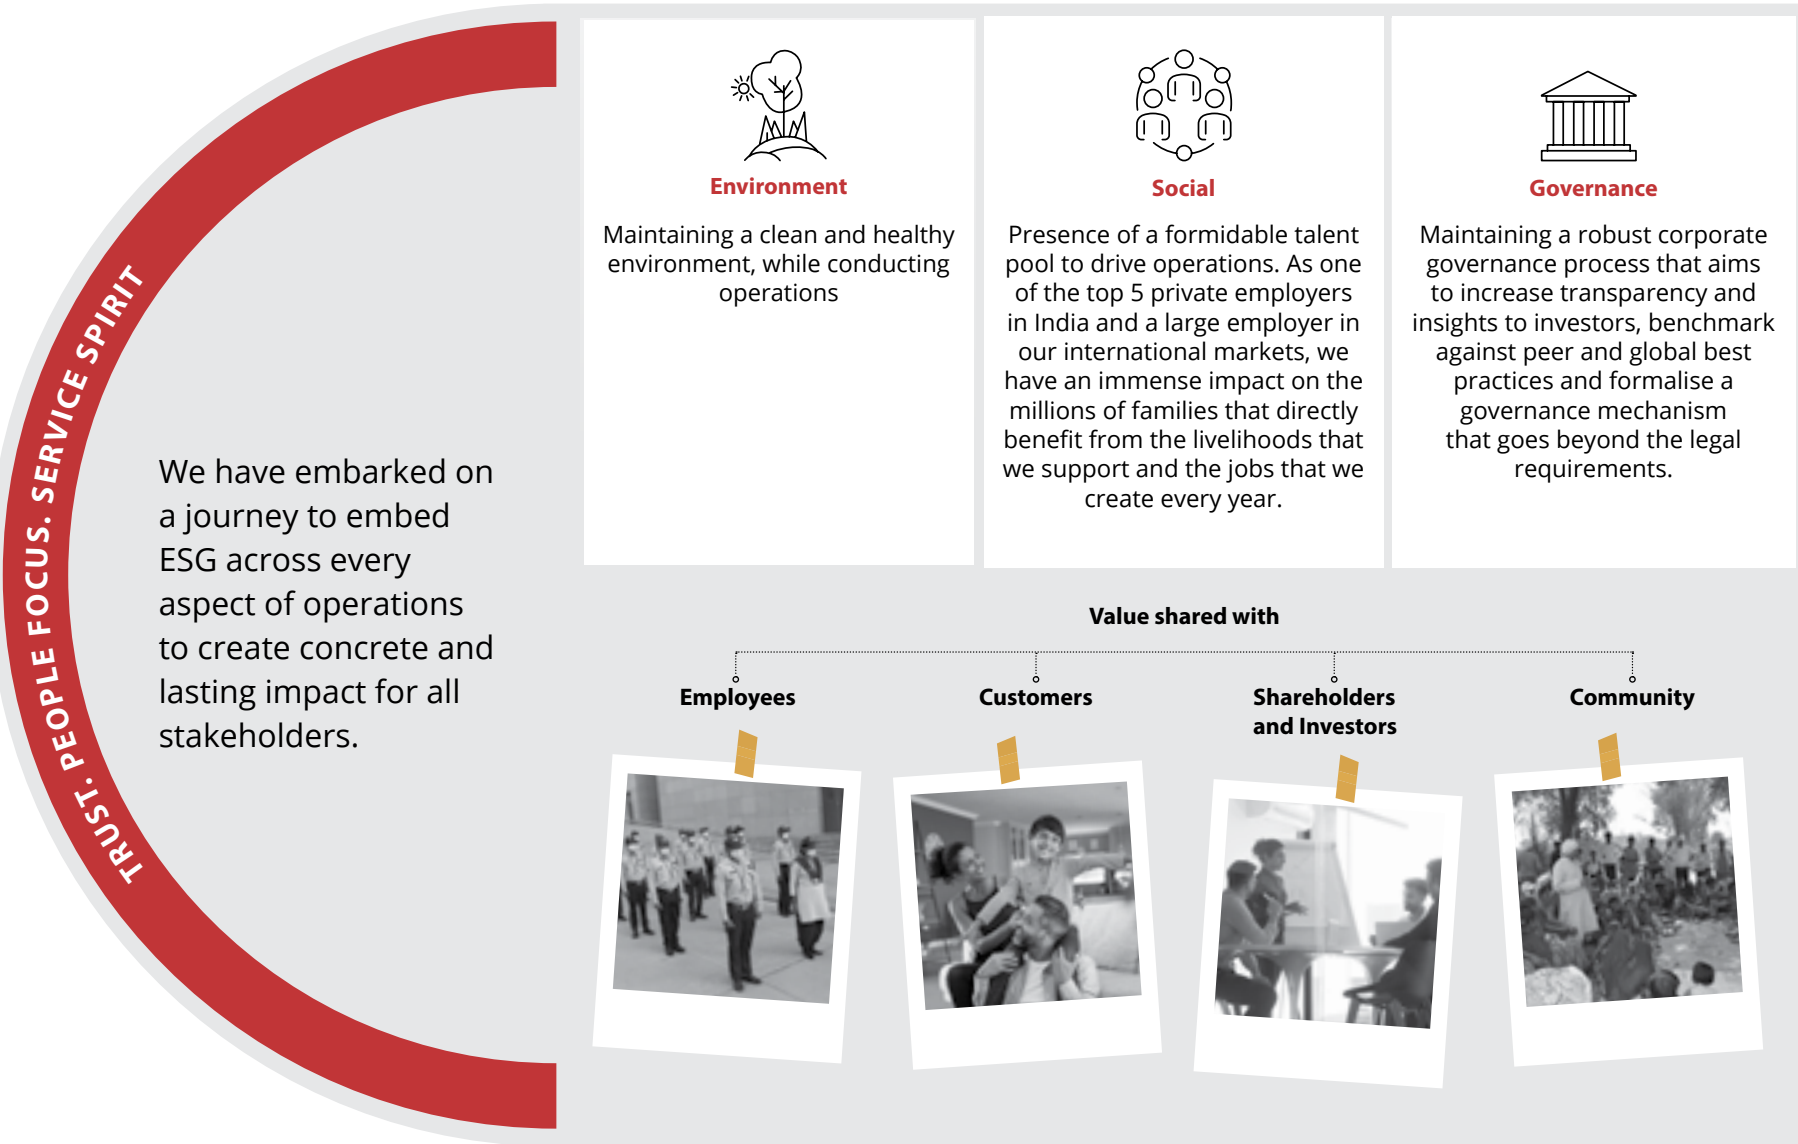 TRUST. PEOPLE FOCUS. SERVICE SPIRIT
We have embarked on
a journey to embed
ESG across every
aspect of operations
to create concrete and
lasting impact for all
stakeholders.
Environment
Maintaining a clean and healthy
environment, while conducting
operations
Social
Presence of a formidable talent
pool to drive operations. As one
of the top 5 private employers
in India and a large employer in
our international markets, we
have an immense impact on the
millions of families that directly
benefit from the livelihoods that
we support and the jobs that we
create every year.
Governance
Maintaining a robust corporate
governance process that aims
to increase transparency and
insights to investors, benchmark
against peer and global best
practices and formalise a
governance mechanism
that goes beyond the legal
requirements.
Value shared with
Employees
Customers
Shareholders
and Investors
Community